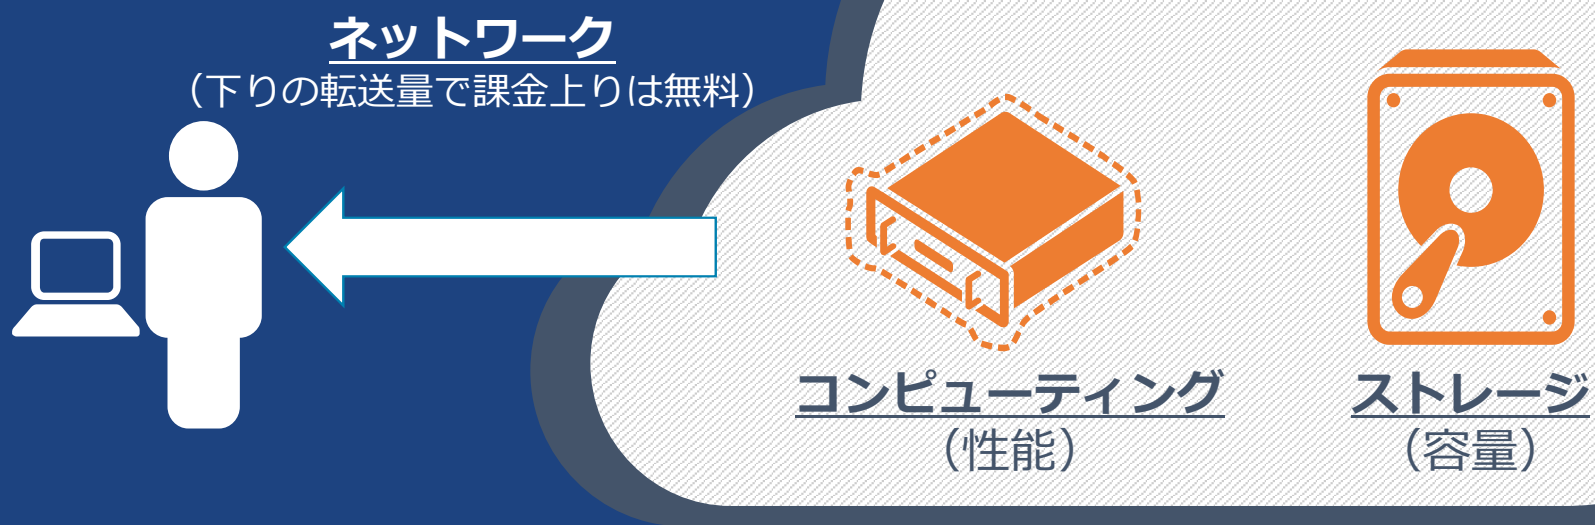 ネットワーク
（下りの転送量で課金上りは無料）
コンピューティング
（性能）
ストレージ
（容量）